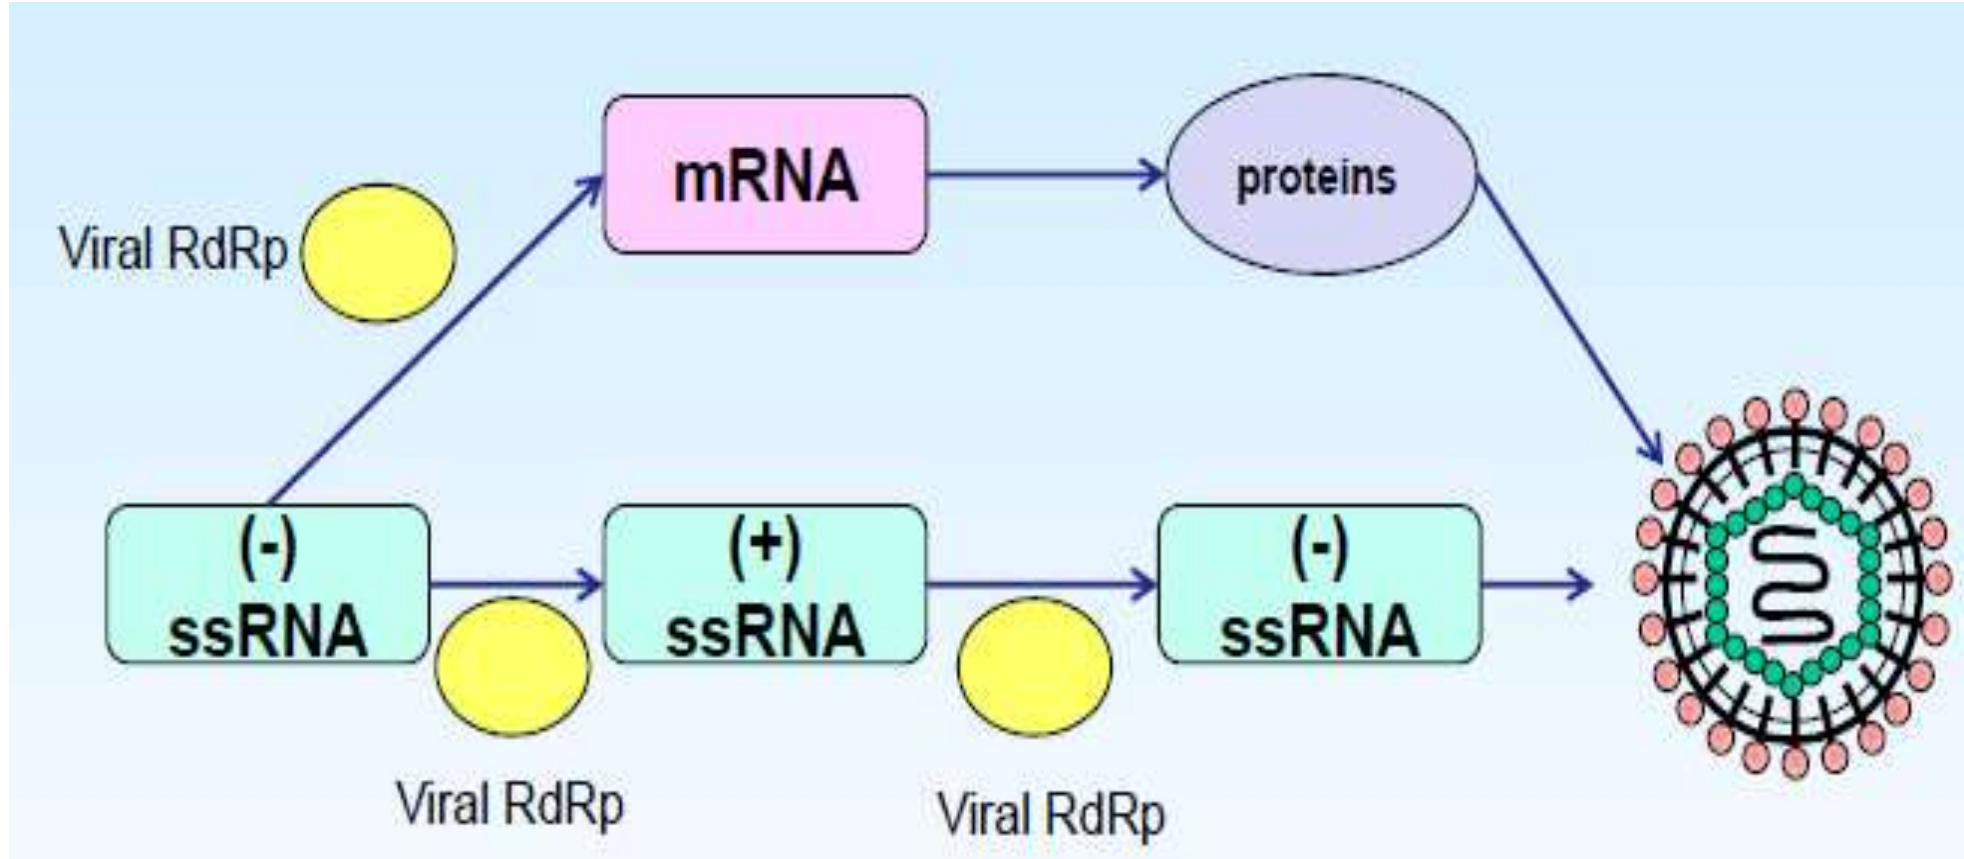 mRNA
proteins
Viral RdRp
(-)
ssRNA
(+)
ssRNA
(-)
ssRNA
Viral RdRp
Viral RdRp